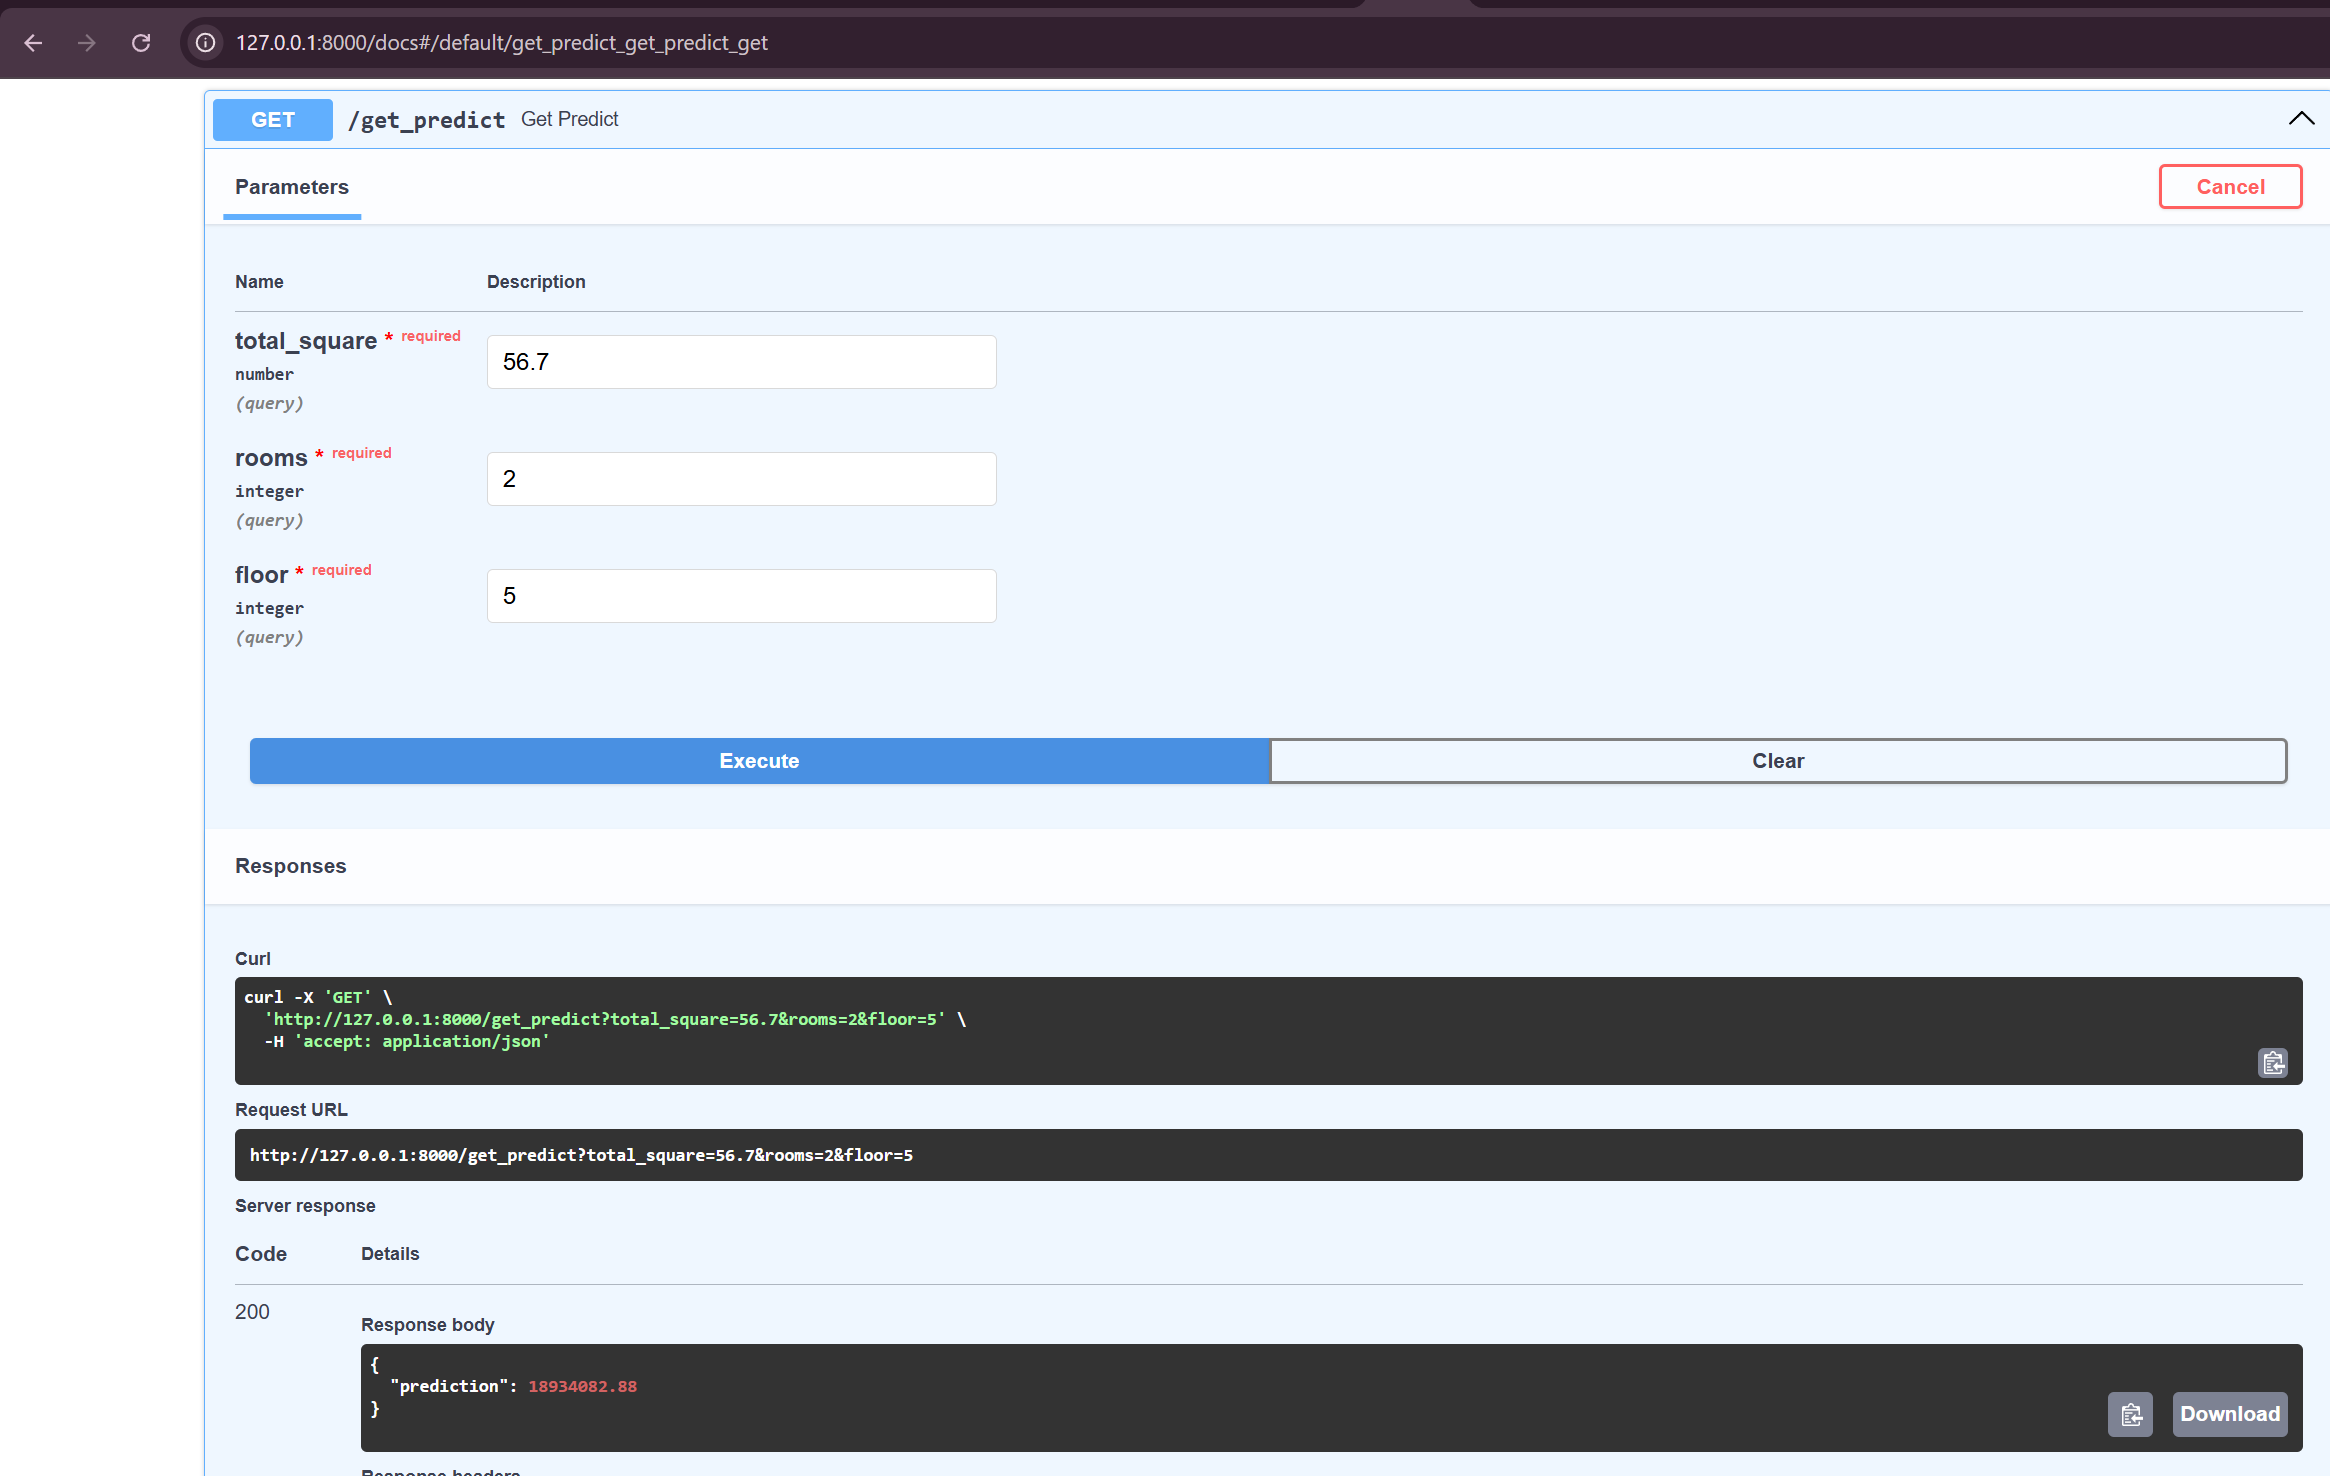 127.0.0.1:8000/docs#/default/get_predict_get_predict_get
GET /get_predict Get Predict
Parameters
Cancel
Name Description
total_square * required
number
(query)
56.7
rooms * required
integer
(query)
2
floor * required
integer
(query)
5
Execute Clear
Responses
Curl
curl -X 'GET' \
'http://127.0.0.1:8000/get_predict?total_square=56.7&rooms=2&floor=5' \
-H 'accept: application/json'
Request URL
http://127.0.0.1:8000/get_predict?total_square=56.7&rooms=2&floor=5
Server response
Code Details
200
Response body
{
"prediction": 18934082.88
}
Download
Response headers